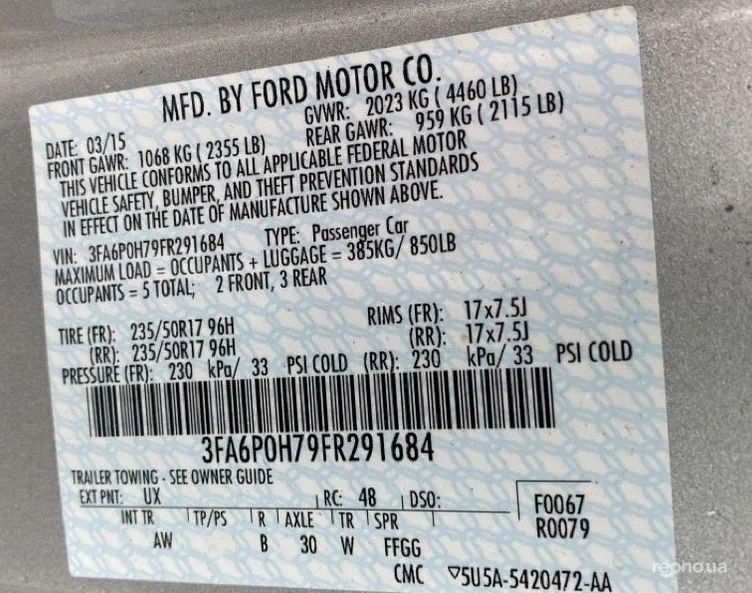 MFD. BY FORD MOTOR CO.
DATE: 03/15 GVWR: 2023 KG ( 4460 LB)
FRONT GAWR: 1068 KG ( 2355 LB) REAR GAWR: 959 KG ( 2115 LB)
THIS VEHICLE CONFORMS TO ALL APPLICABLE FEDERAL MOTOR
VEHICLE SAFETY, BUMPER, AND THEFT PREVENTION STANDARDS
IN EFFECT ON THE DATE OF MANUFACTURE SHOWN ABOVE.
VIN: 3FA6P0H79FR291684 TYPE: Passenger Car
MAXIMUM LOAD = OCCUPANTS + LUGGAGE = 385KG/ 850LB
OCCUPANTS = 5 TOTAL; 2 FRONT, 3 REAR
TIRE (FR): 235/50R17 96H RIMS (FR): 17x7.5J
(RR): 235/50R17 96H (RR): 17x7.5J
PRESSURE (FR): 230 kPa/ 33 PSI COLD (RR): 230 kPa/ 33 PSI COLD
3FA6P0H79FR291684
TRAILER TOWING - SEE OWNER GUIDE
EXT PNT: UX RC: 48 DSO: F0067
INT TR TP/PS R AXLE TR SPR R0079
AW B 30 W FFGG
CMC ▽5U5A-5420472-AA
repono.ua